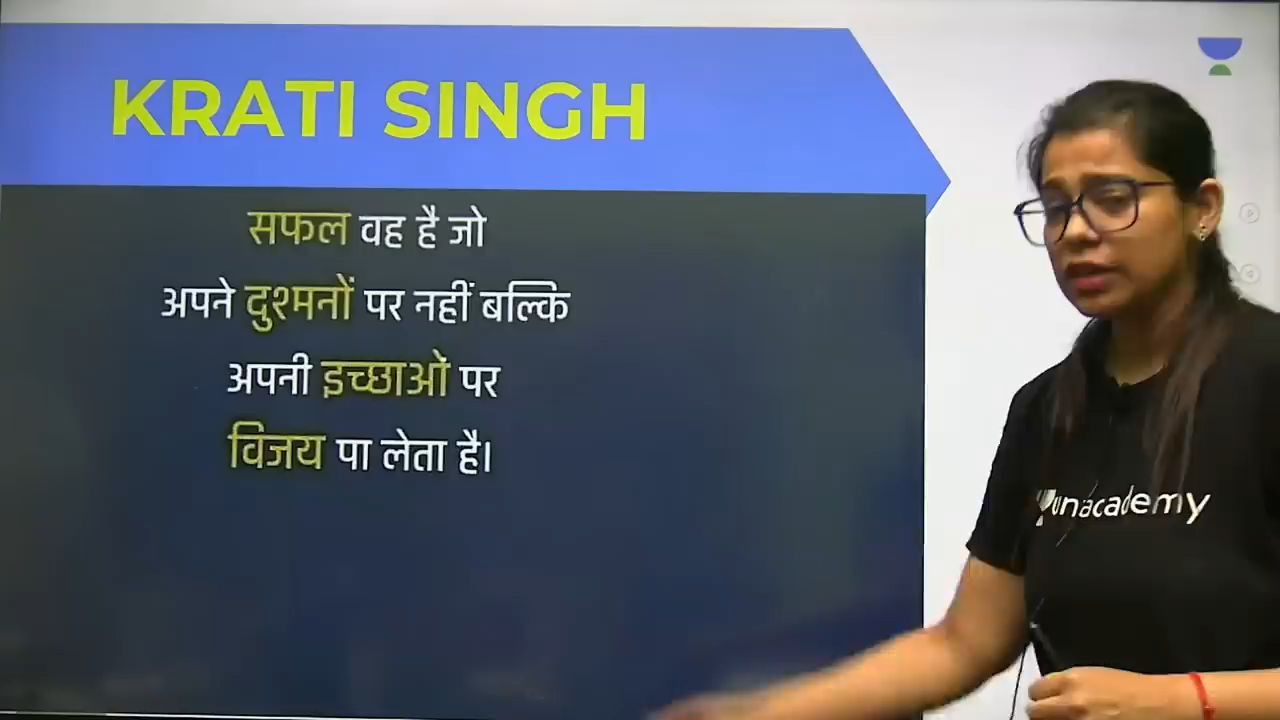 KRATI SINGH
सफल वह है जो
अपने दुश्मनों पर नहीं बल्कि
अपनी इच्छाओं पर
विजय पा लेता है।
unacademy